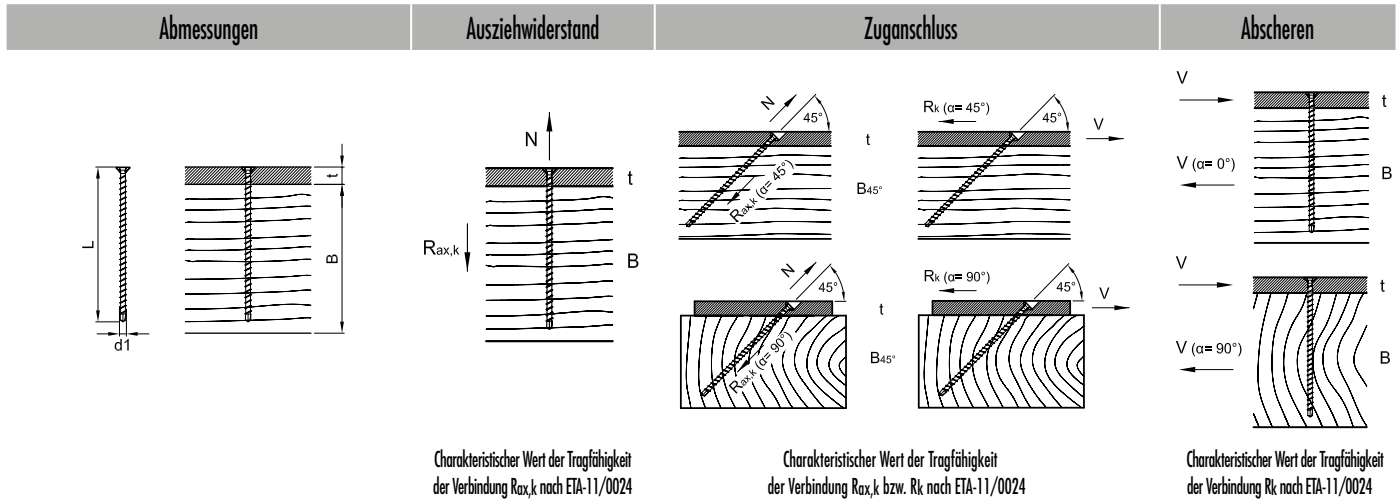 Abmessungen
Ausziehwiderstand
Zuganschluss
Abscheren
L
d1
t
B
N
t
Rax,k
B
N
45°
t
Rax,k (α= 45°)
B45°
Rk (α= 45°)
45°
V
N
45°
t
Rax,k (α= 90°)
B45°
Rk (α= 90°)
45°
V
V
t
V (α= 0°)
B
V
t
V (α= 90°)
B
Charakteristischer Wert der Tragfähigkeit
der Verbindung Rax,k nach ETA-11/0024
Charakteristischer Wert der Tragfähigkeit
der Verbindung Rax,k bzw. Rk nach ETA-11/0024
Charakteristischer Wert der Tragfähigkeit
der Verbindung Rk nach ETA-11/0024